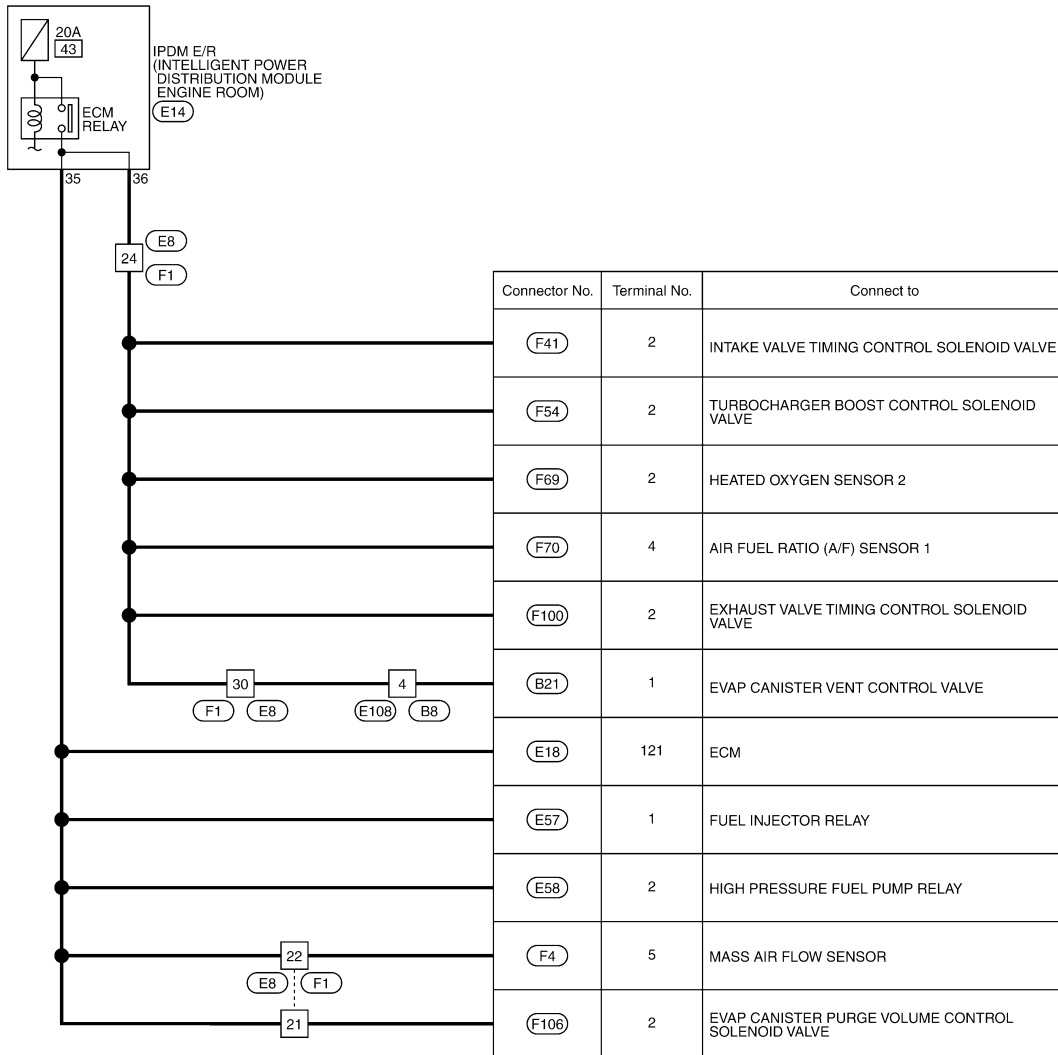 20A
43
IPDM E/R
(INTELLIGENT POWER
DISTRIBUTION MODULE
ENGINE ROOM)
E14
ECM
RELAY
35 36
E8
24
F1
Connector No. Terminal No. Connect to
F41 2 INTAKE VALVE TIMING CONTROL SOLENOID VALVE
F54 2 TURBOCHARGER BOOST CONTROL SOLENOID
VALVE
F69 2 HEATED OXYGEN SENSOR 2
F70 4 AIR FUEL RATIO (A/F) SENSOR 1
F100 2 EXHAUST VALVE TIMING CONTROL SOLENOID
VALVE
30 4 B21 1 EVAP CANISTER VENT CONTROL VALVE
F1 E8 E108 B8
E18 121 ECM
E57 1 FUEL INJECTOR RELAY
E58 2 HIGH PRESSURE FUEL PUMP RELAY
22 F4 5 MASS AIR FLOW SENSOR
E8 F1
21 F106 2 EVAP CANISTER PURGE VOLUME CONTROL
SOLENOID VALVE